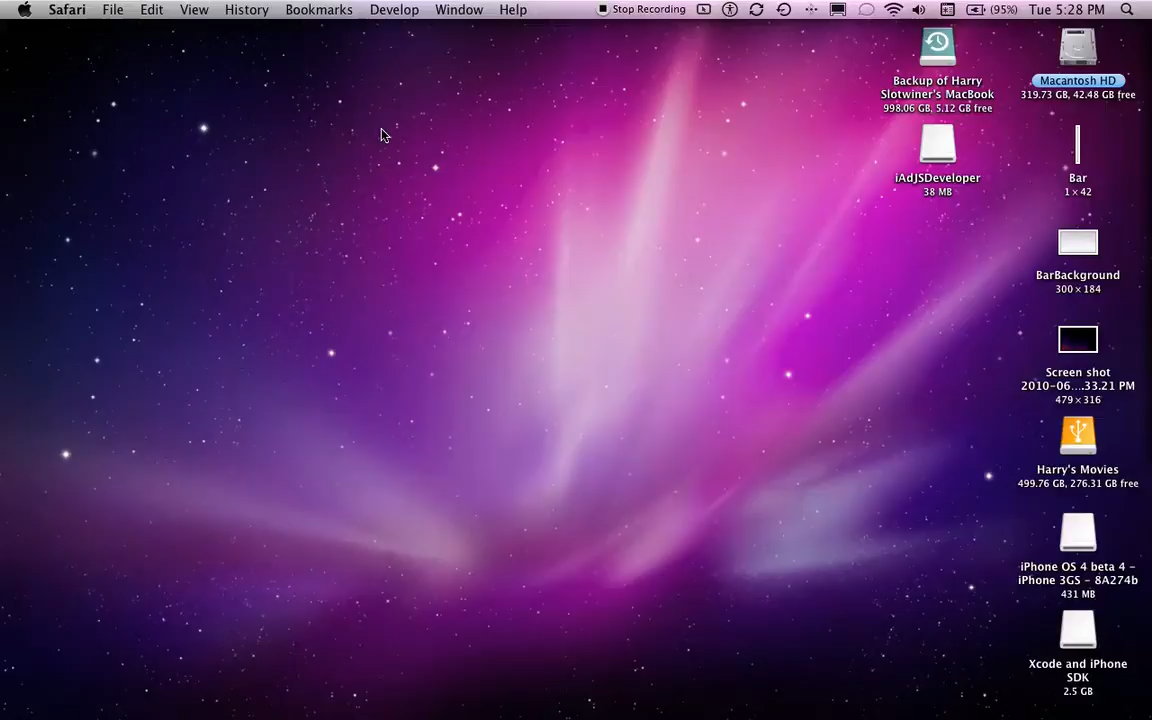 Safari File Edit View History Bookmarks Develop Window Help Stop Recording (95%) Tue 5:28 PM
Backup of Harry
Slotwiner's MacBook
998.06 GB, 5.12 GB free
Macantosh HD
319.73 GB, 42.48 GB free
iAdJSDeveloper
38 MB
Bar
1×42
BarBackground
300×184
Screen shot
2010-06....33.21 PM
479×316
Harry's Movies
499.76 GB, 276.31 GB free
iPhone OS 4 beta 4 –
iPhone 3GS – 8A274b
431 MB
Xcode and iPhone
SDK
2.5 GB